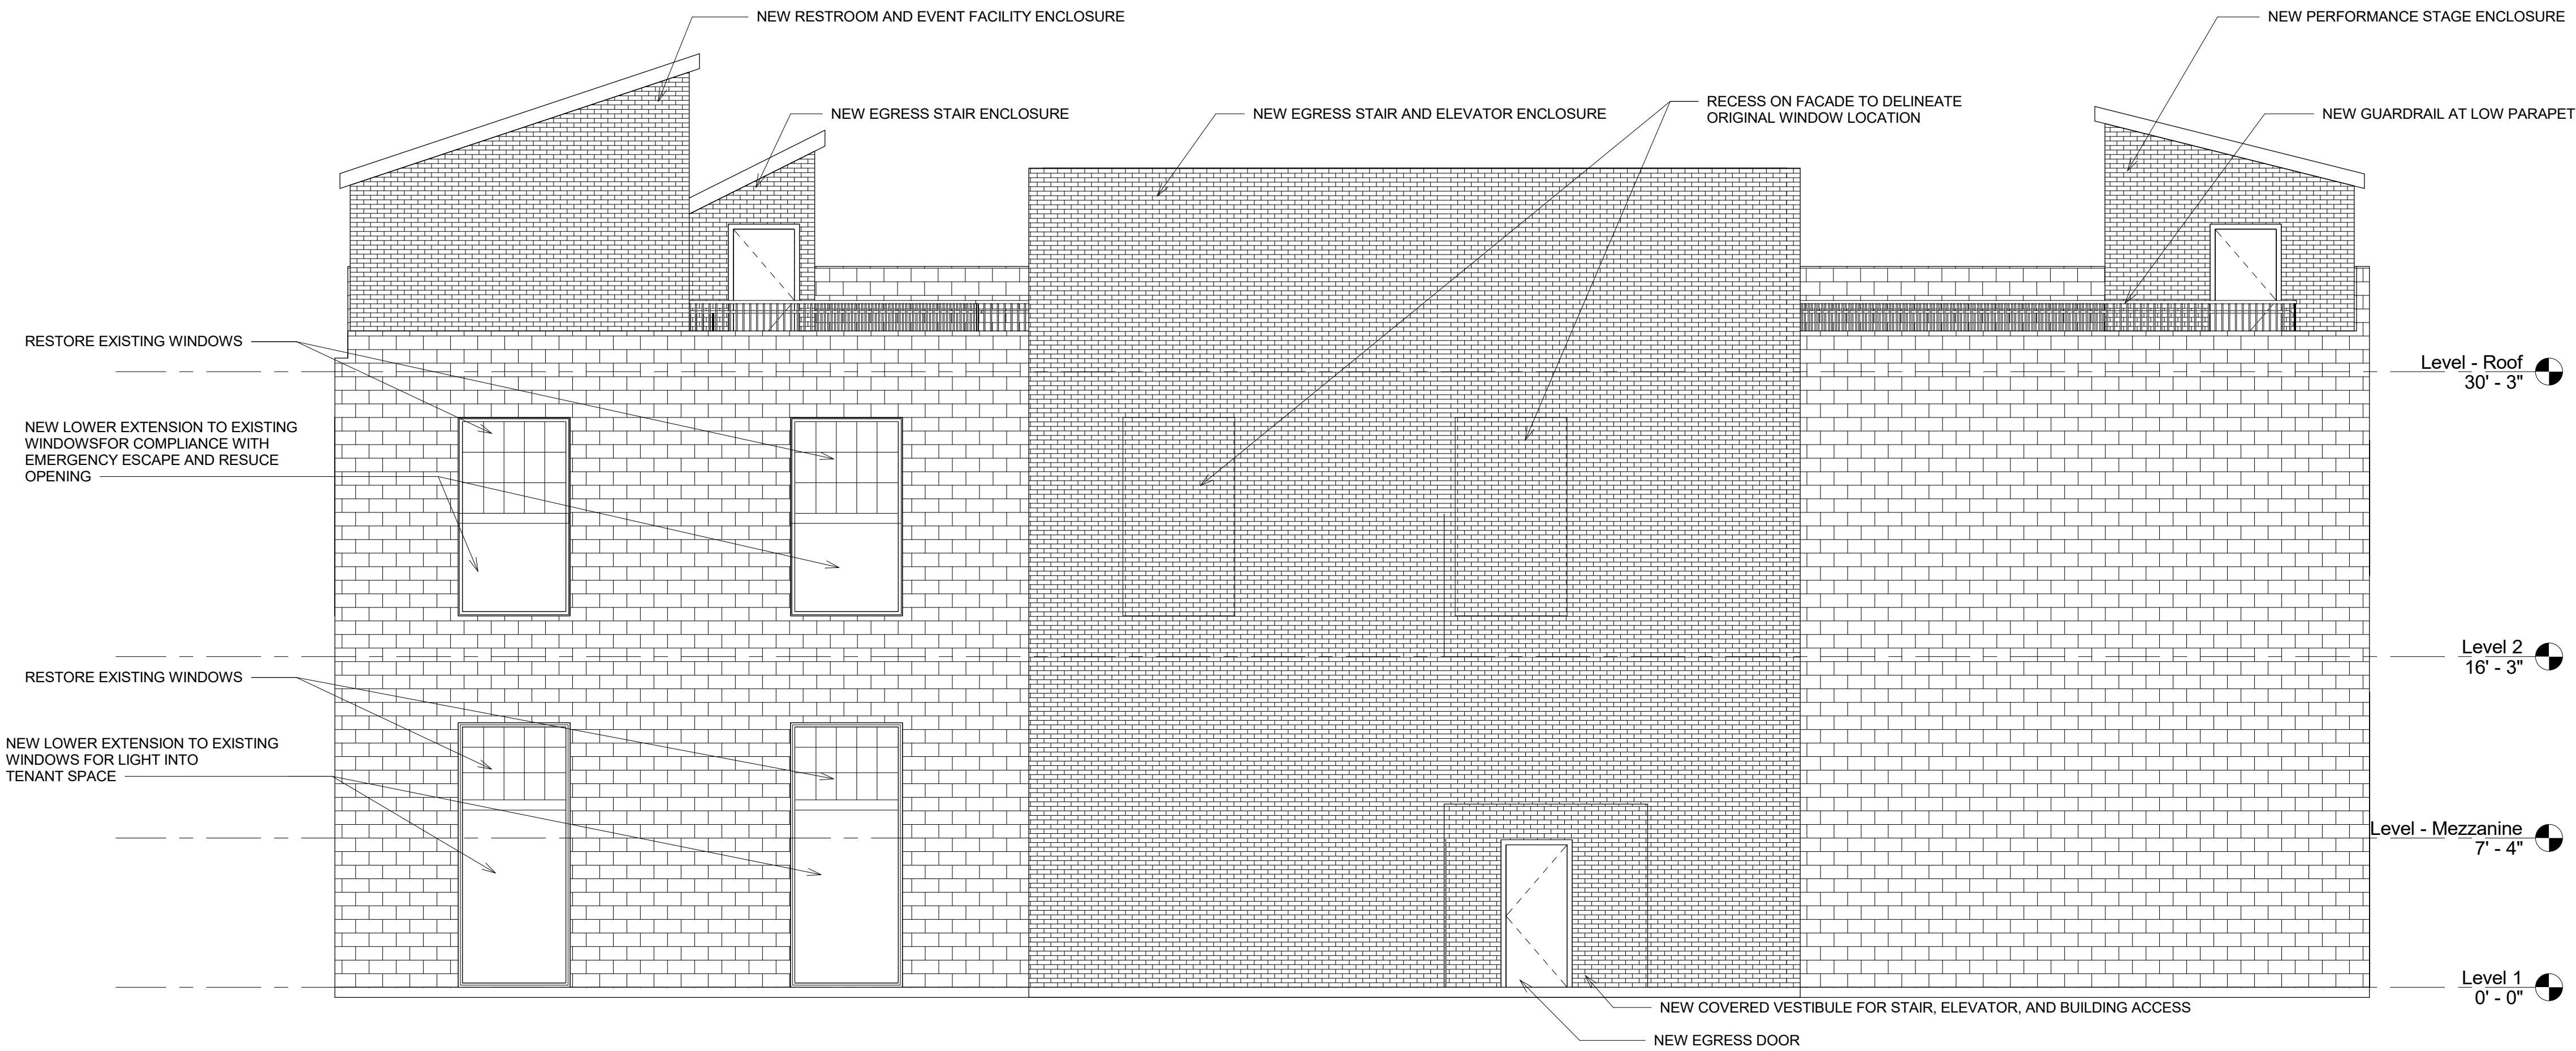 NEW RESTROOM AND EVENT FACILITY ENCLOSURE
NEW PERFORMANCE STAGE ENCLOSURE
NEW EGRESS STAIR ENCLOSURE
NEW EGRESS STAIR AND ELEVATOR ENCLOSURE
RECESS ON FACADE TO DELINEATE
ORIGINAL WINDOW LOCATION
NEW GUARDRAIL AT LOW PARAPET
RESTORE EXISTING WINDOWS
Level - Roof
30' - 3"
NEW LOWER EXTENSION TO EXISTING
WINDOWSFOR COMPLIANCE WITH
EMERGENCY ESCAPE AND RESUCE
OPENING
Level 2
16' - 3"
RESTORE EXISTING WINDOWS
NEW LOWER EXTENSION TO EXISTING
WINDOWS FOR LIGHT INTO
TENANT SPACE
Level - Mezzanine
7' - 4"
Level 1
0' - 0"
NEW COVERED VESTIBULE FOR STAIR, ELEVATOR, AND BUILDING ACCESS
NEW EGRESS DOOR